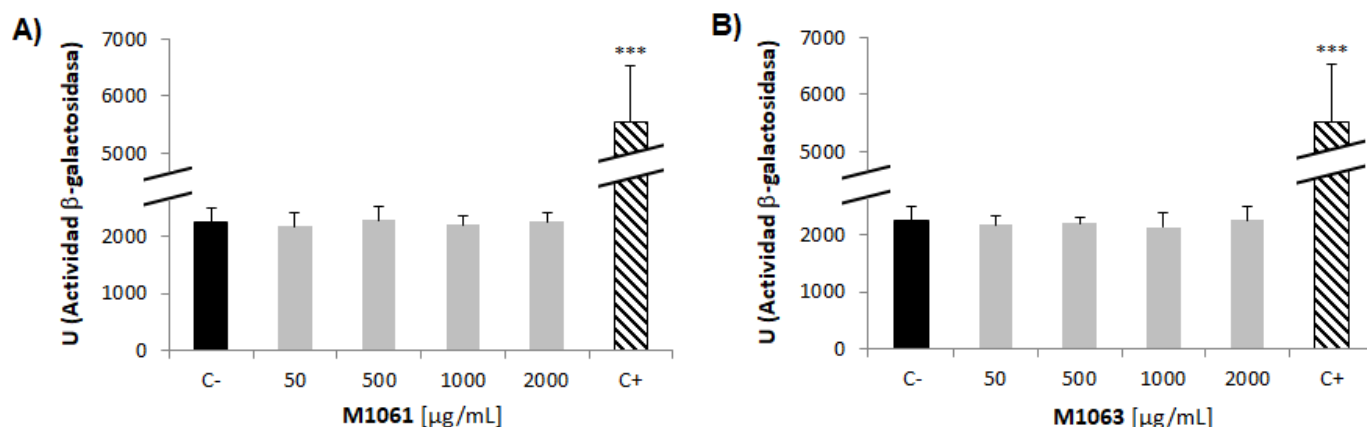 A)
U (Actividad β-galactosidasa)
7000
6000
5000
2000
1000
0
***
C- 50 500 1000 2000 C+
M1061 [µg/mL]
B)
U (Actividad β-galactosidasa)
7000
6000
5000
2000
1000
0
***
C- 50 500 1000 2000 C+
M1063 [µg/mL]